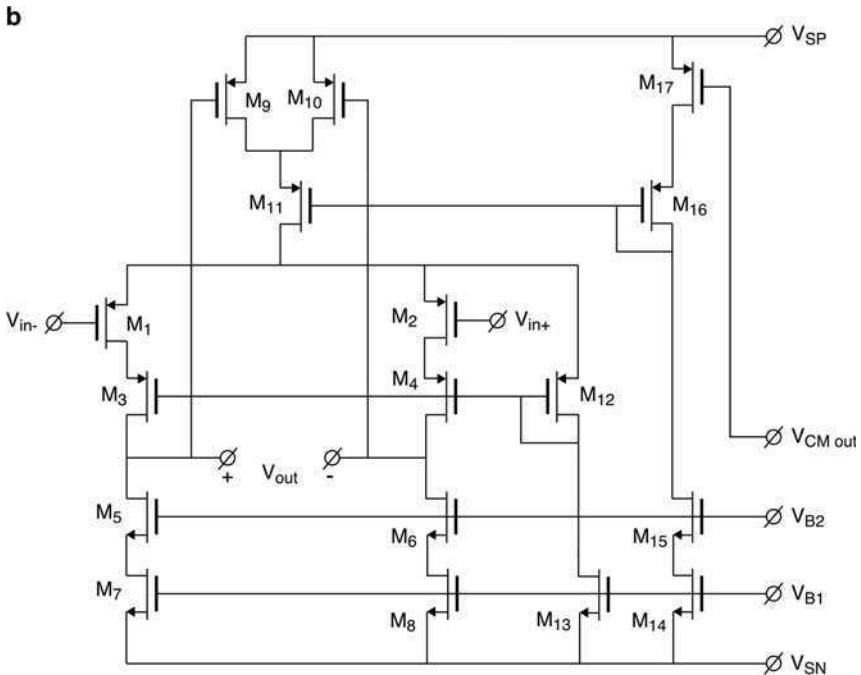 b
V_SP
M_9 M_10 M_17
M_11 M_16
V_in- M_1 M_2 V_in+
M_3 M_4 M_12
V_CM out
+ V_out -
M_5 M_6 M_15 V_B2
M_7 M_8 M_13 M_14 V_B1
V_SN